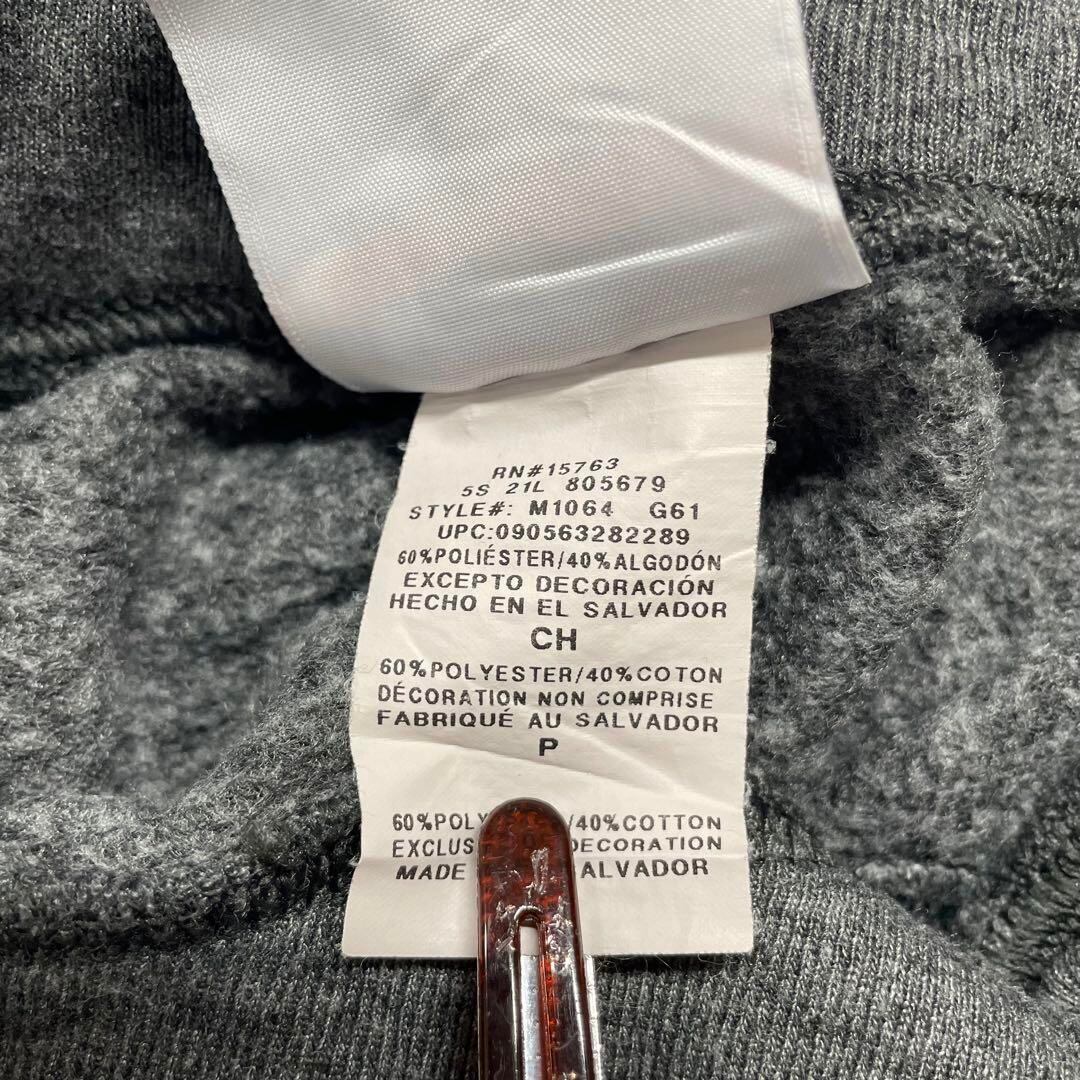 RN#15763
5S 21L 805679
STYLE#: M1064 G61
UPC:090563282289
60%POLIÉSTER/40%ALGODÓN
EXCEPTO DECORACIÓN
HECHO EN EL SALVADOR
CH
60%POLYESTER/40%COTON
DÉCORATION NON COMPRISE
FABRIQUÉ AU SALVADOR
P
60%POLY /40%COTTON
EXCLUS DECORATION
MADE SALVADOR